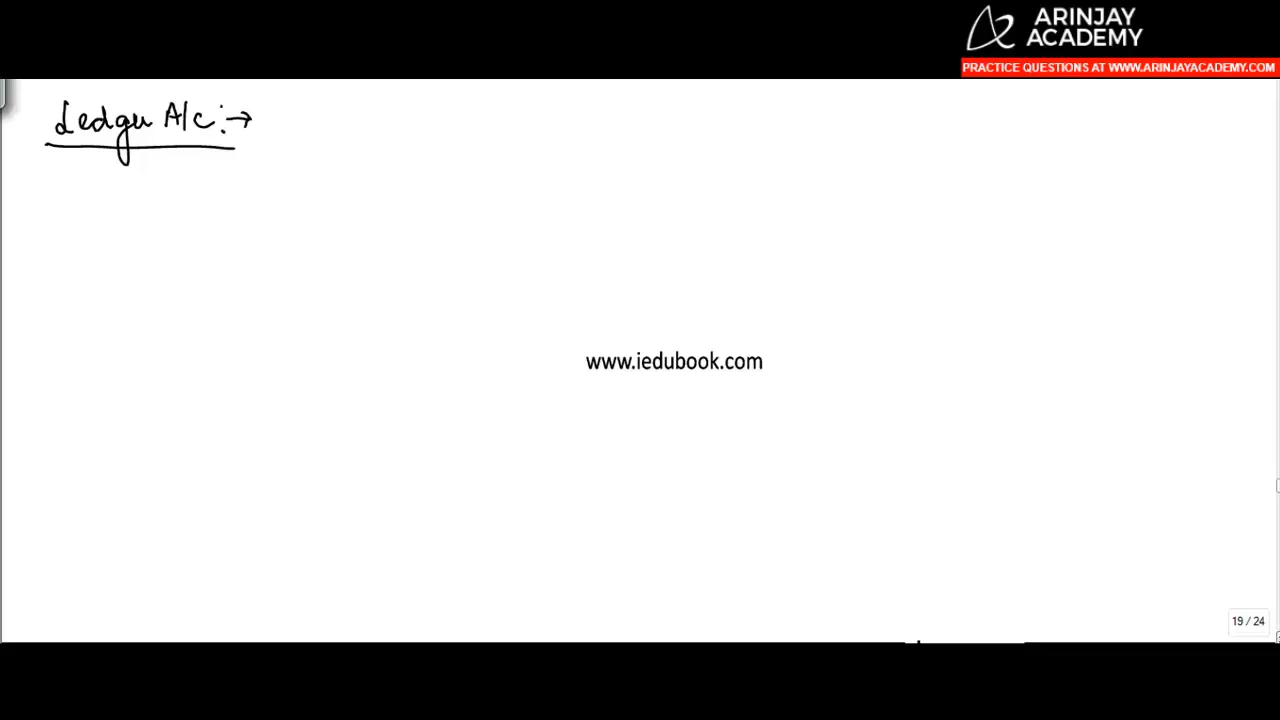 ARINJAY
ACADEMY
PRACTICE QUESTIONS AT WWW.ARINJAYACADEMY.COM
Ledger A/c :→
www.iedubook.com
19 / 24